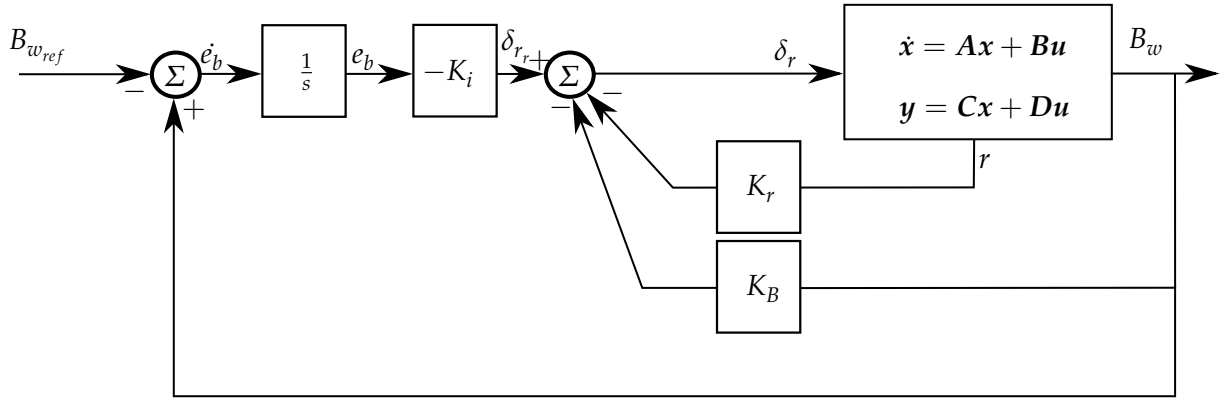 B_{w_{ref}}
−
Σ
+
ė_b
1/s
e_b
−K_i
δ_{r_r}
+
Σ
−
−
δ_r
ẋ = Ax + Bu
y = Cx + Du
B_w
r
K_r
K_B